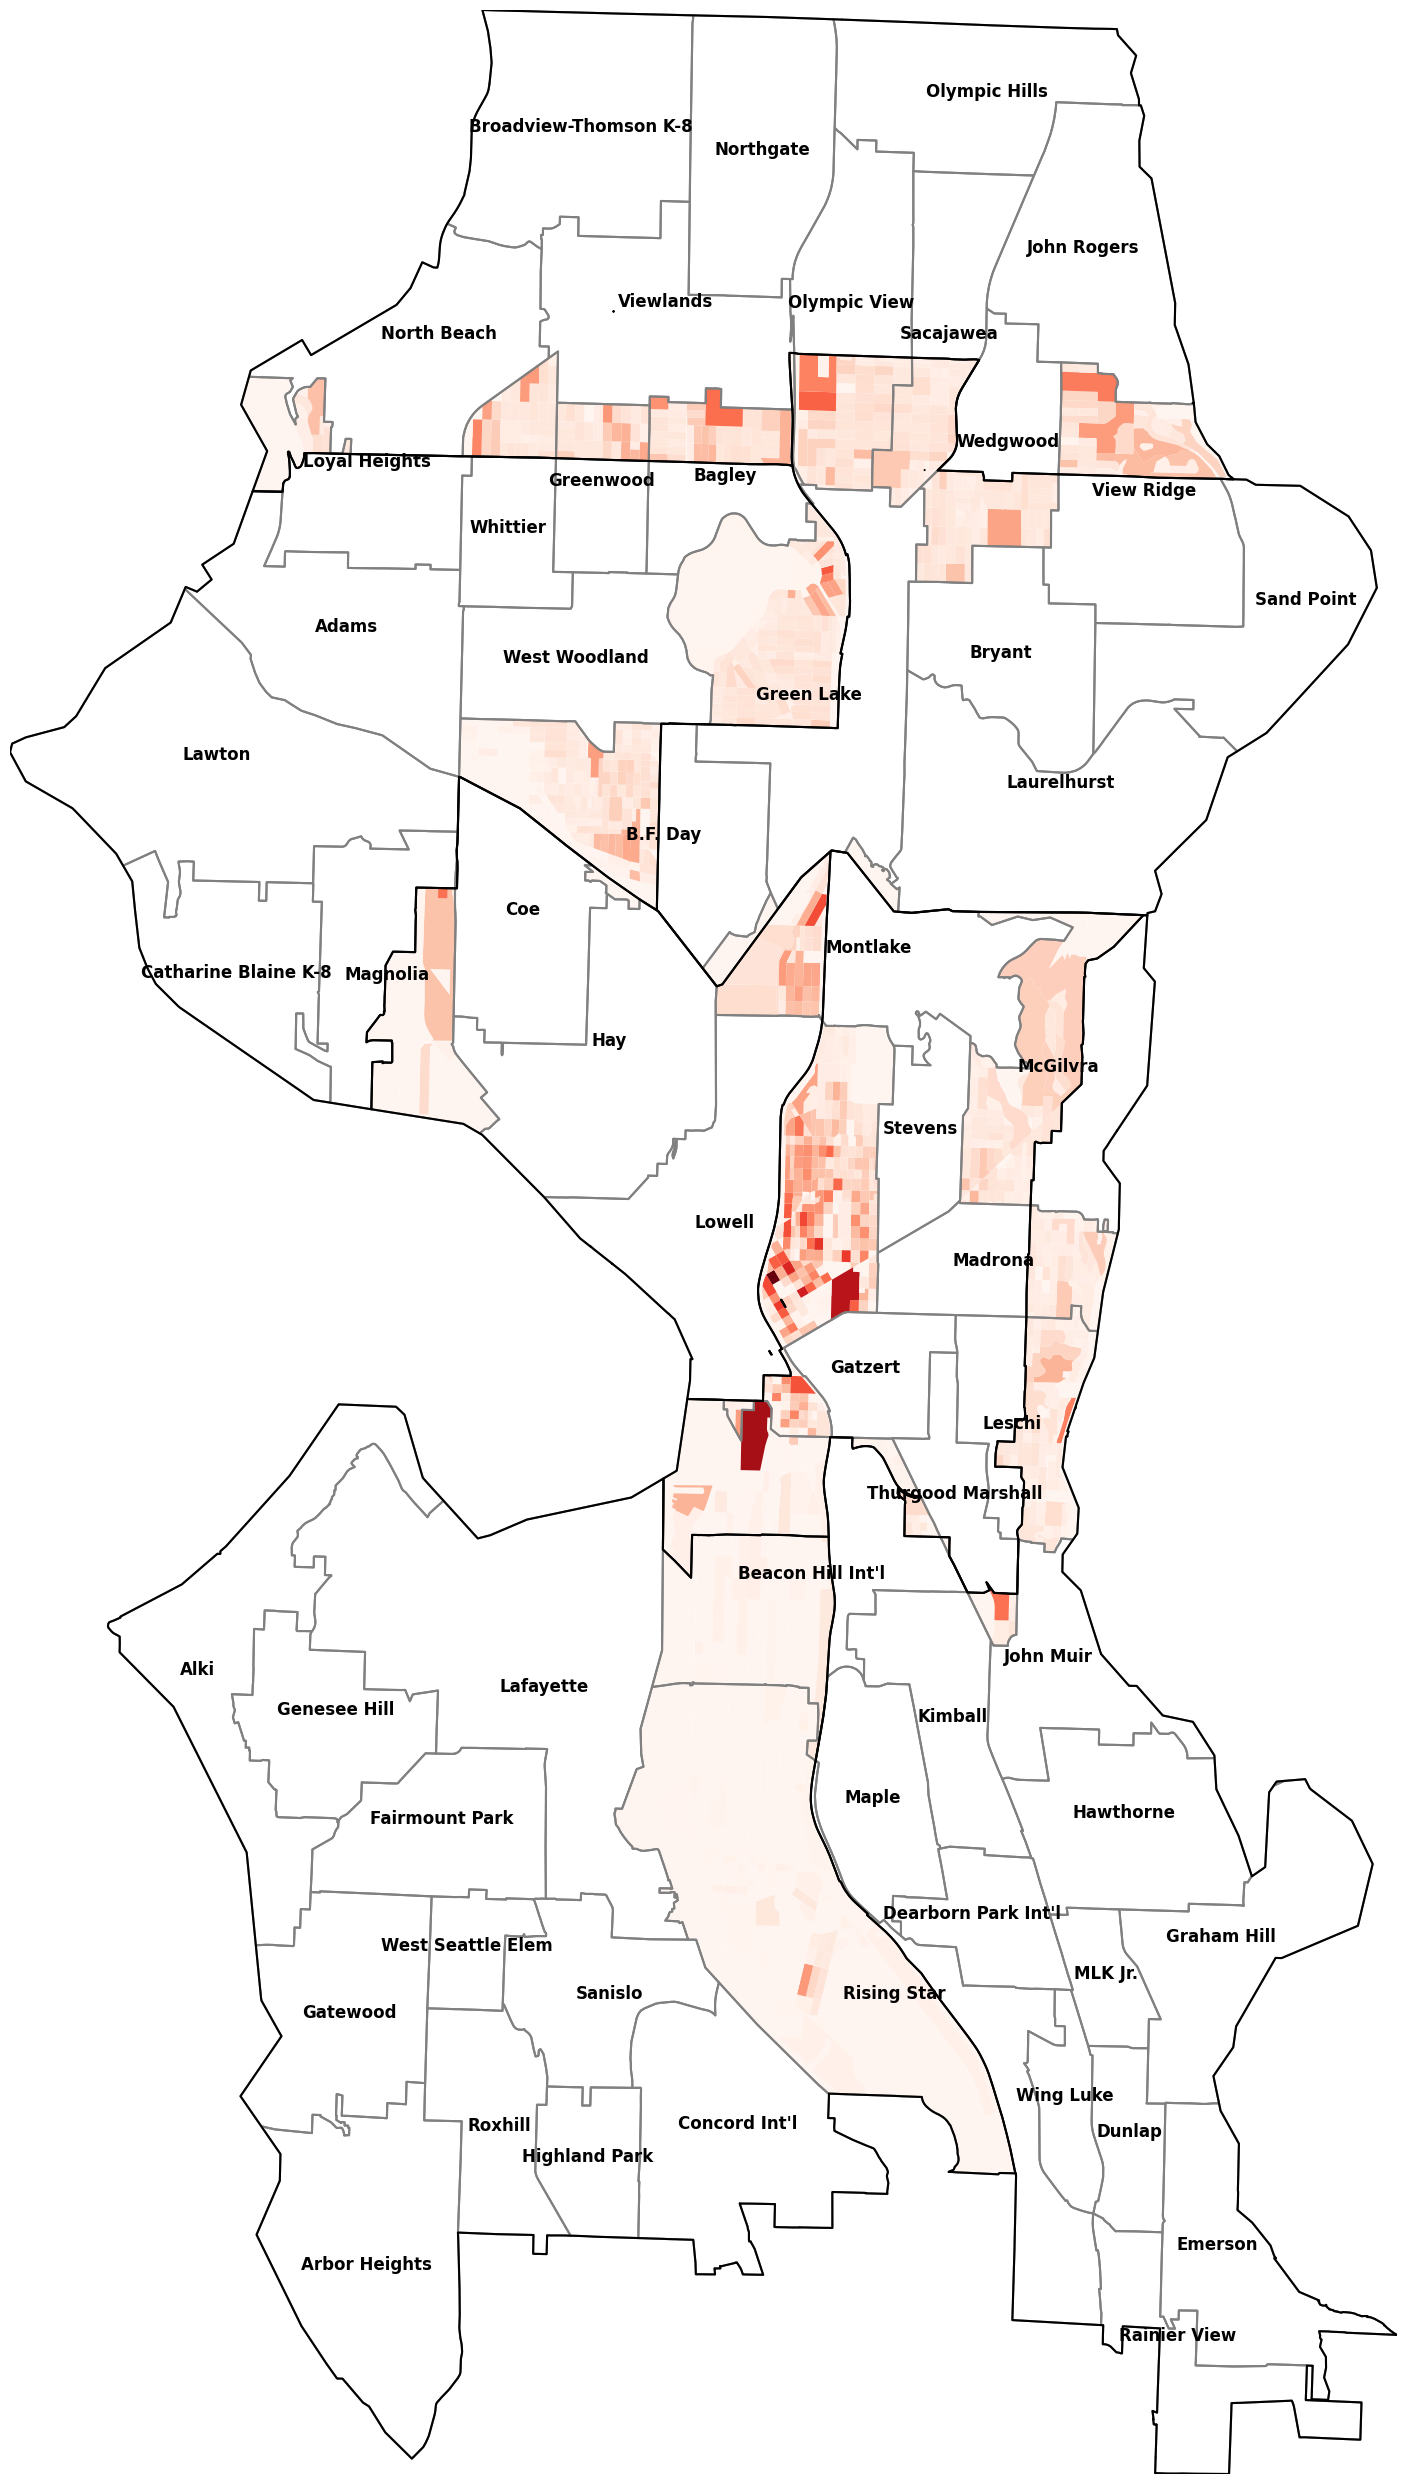 Olympic Hills
Broadview-Thomson K-8
Northgate
John Rogers
Viewlands
Olympic View
North Beach
Sacajawea
Wedgwood
Loyal Heights
Greenwood
Bagley
View Ridge
Whittier
Sand Point
Adams
Bryant
West Woodland
Green Lake
Lawton
Laurelhurst
B.F. Day
Coe
Montlake
Catharine Blaine K-8
Magnolia
Hay
McGilvra
Stevens
Lowell
Madrona
Gatzert
Leschi
Thurgood Marshall
Beacon Hill Int'l
John Muir
Alki
Lafayette
Genesee Hill
Kimball
Maple
Hawthorne
Fairmount Park
Dearborn Park Int'l
Graham Hill
West Seattle Elem
MLK Jr.
Sanislo
Rising Star
Gatewood
Wing Luke
Concord Int'l
Roxhill
Dunlap
Highland Park
Emerson
Arbor Heights
Rainier View